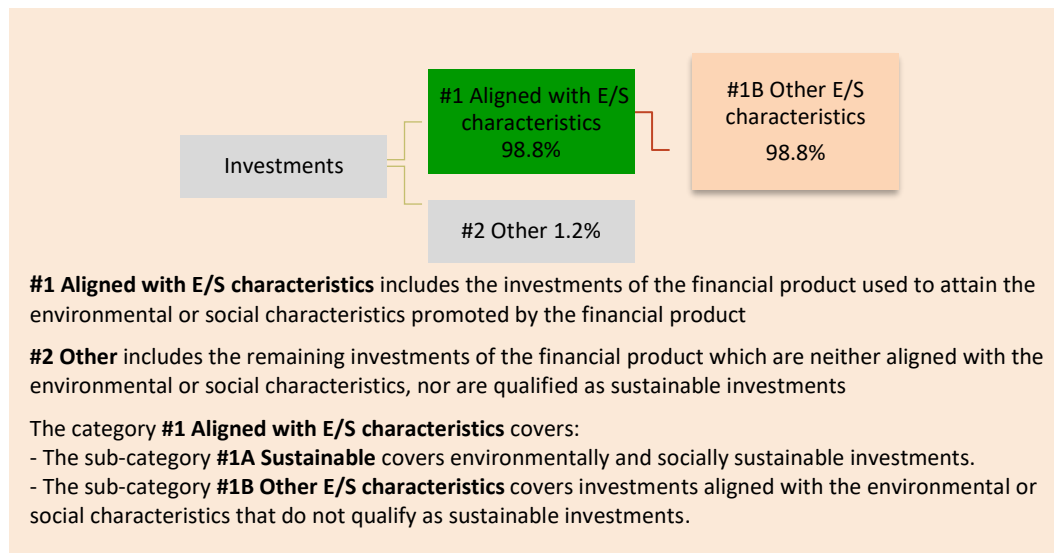 #1 Aligned with E/S
characteristics
98.8%
#1B Other E/S
characteristics
98.8%
Investments
#2 Other 1.2%
#1 Aligned with E/S characteristics includes the investments of the financial product used to attain the
environmental or social characteristics promoted by the financial product
#2 Other includes the remaining investments of the financial product which are neither aligned with the
environmental or social characteristics, nor are qualified as sustainable investments
The category #1 Aligned with E/S characteristics covers:
- The sub-category #1A Sustainable covers environmentally and socially sustainable investments.
- The sub-category #1B Other E/S characteristics covers investments aligned with the environmental or
social characteristics that do not qualify as sustainable investments.